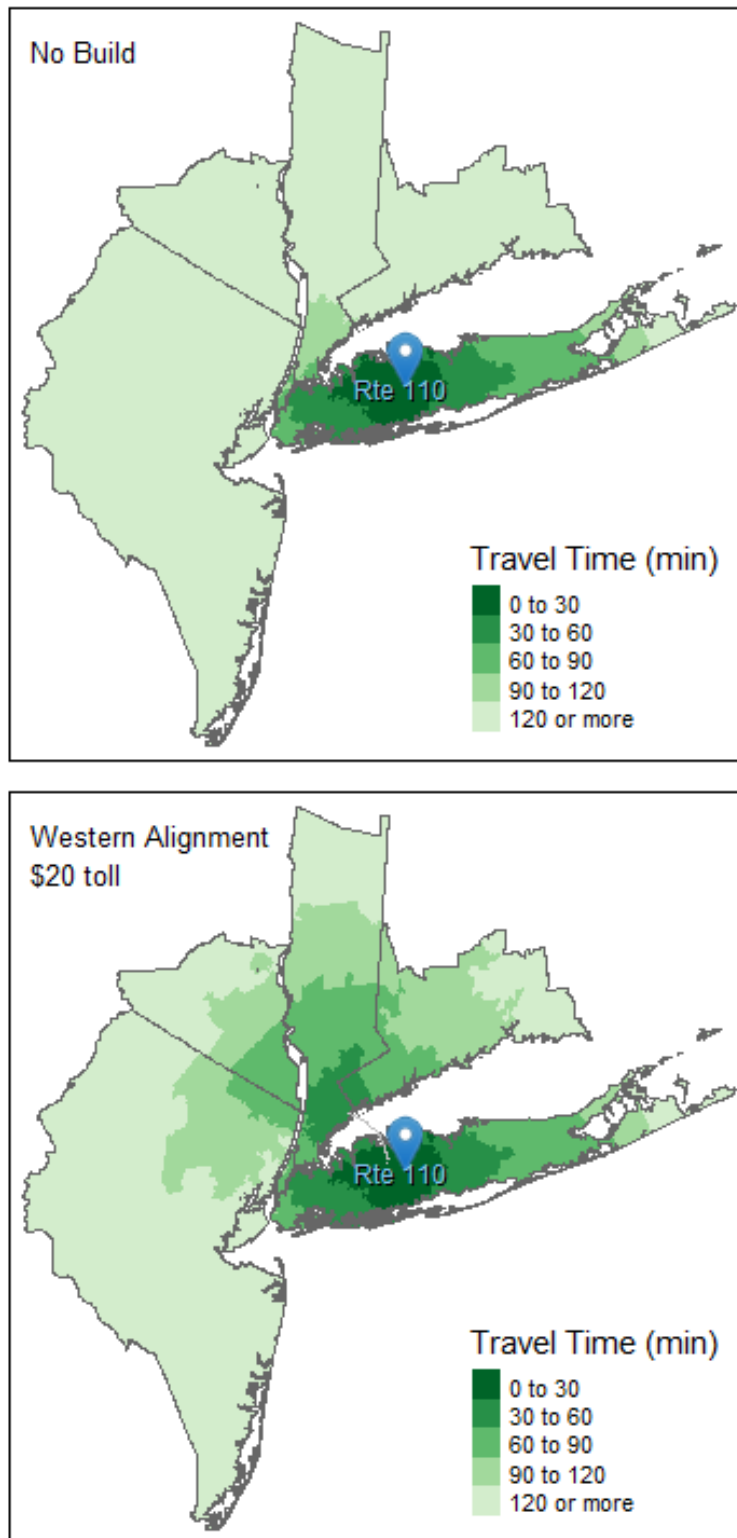 No Build
Rte 110
Travel Time (min)
0 to 30
30 to 60
60 to 90
90 to 120
120 or more
Western Alignment
$20 toll
Rte 110
Travel Time (min)
0 to 30
30 to 60
60 to 90
90 to 120
120 or more